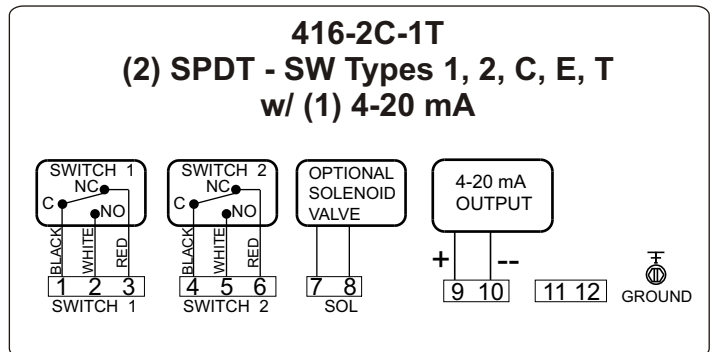 416-2C-1T
(2) SPDT - SW Types 1, 2, C, E, T
w/ (1) 4-20 mA
SWITCH 1
NC
C
NO
BLACK
WHITE
RED
1 2 3
SWITCH 1
SWITCH 2
NC
C
NO
BLACK
WHITE
RED
4 5 6
SWITCH 2
OPTIONAL
SOLENOID
VALVE
7 8
SOL
4-20 mA
OUTPUT
+ --
9 10
11 12
GROUND